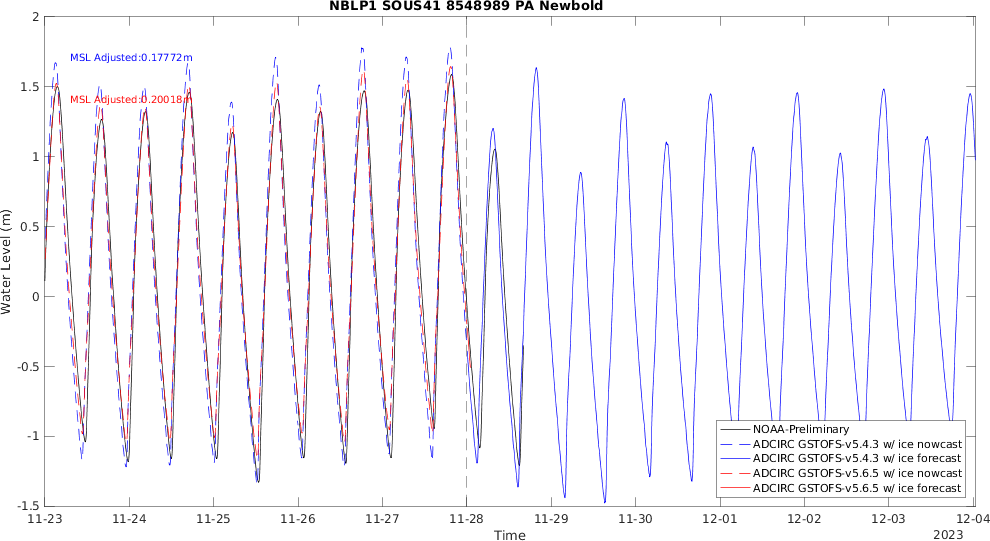 NBLP1 SOUS41 8548989 PA Newbold
2
1.5
1
0.5
0
-0.5
-1
-1.5
Water Level (m)
MSL Adjusted:0.17772m
MSL Adjusted:0.20018m
NOAA-Preliminary
ADCIRC GSTOFS-v5.4.3 w/ ice nowcast
ADCIRC GSTOFS-v5.4.3 w/ ice forecast
ADCIRC GSTOFS-v5.6.5 w/ ice nowcast
ADCIRC GSTOFS-v5.6.5 w/ ice forecast
11-23 11-24 11-25 11-26 11-27 11-28 11-29 11-30 12-01 12-02 12-03 12-04
Time
2023